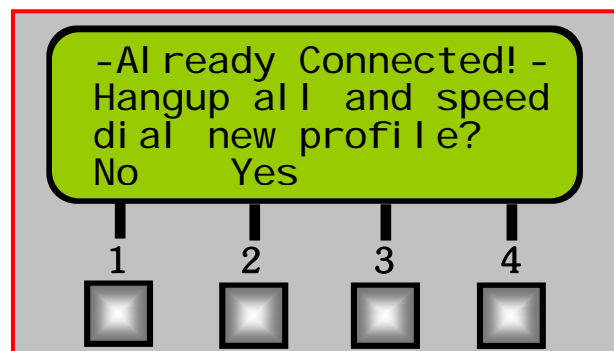 -Already Connected!-
Hangup all and speed
dial new profile?
No Yes
1 2 3 4